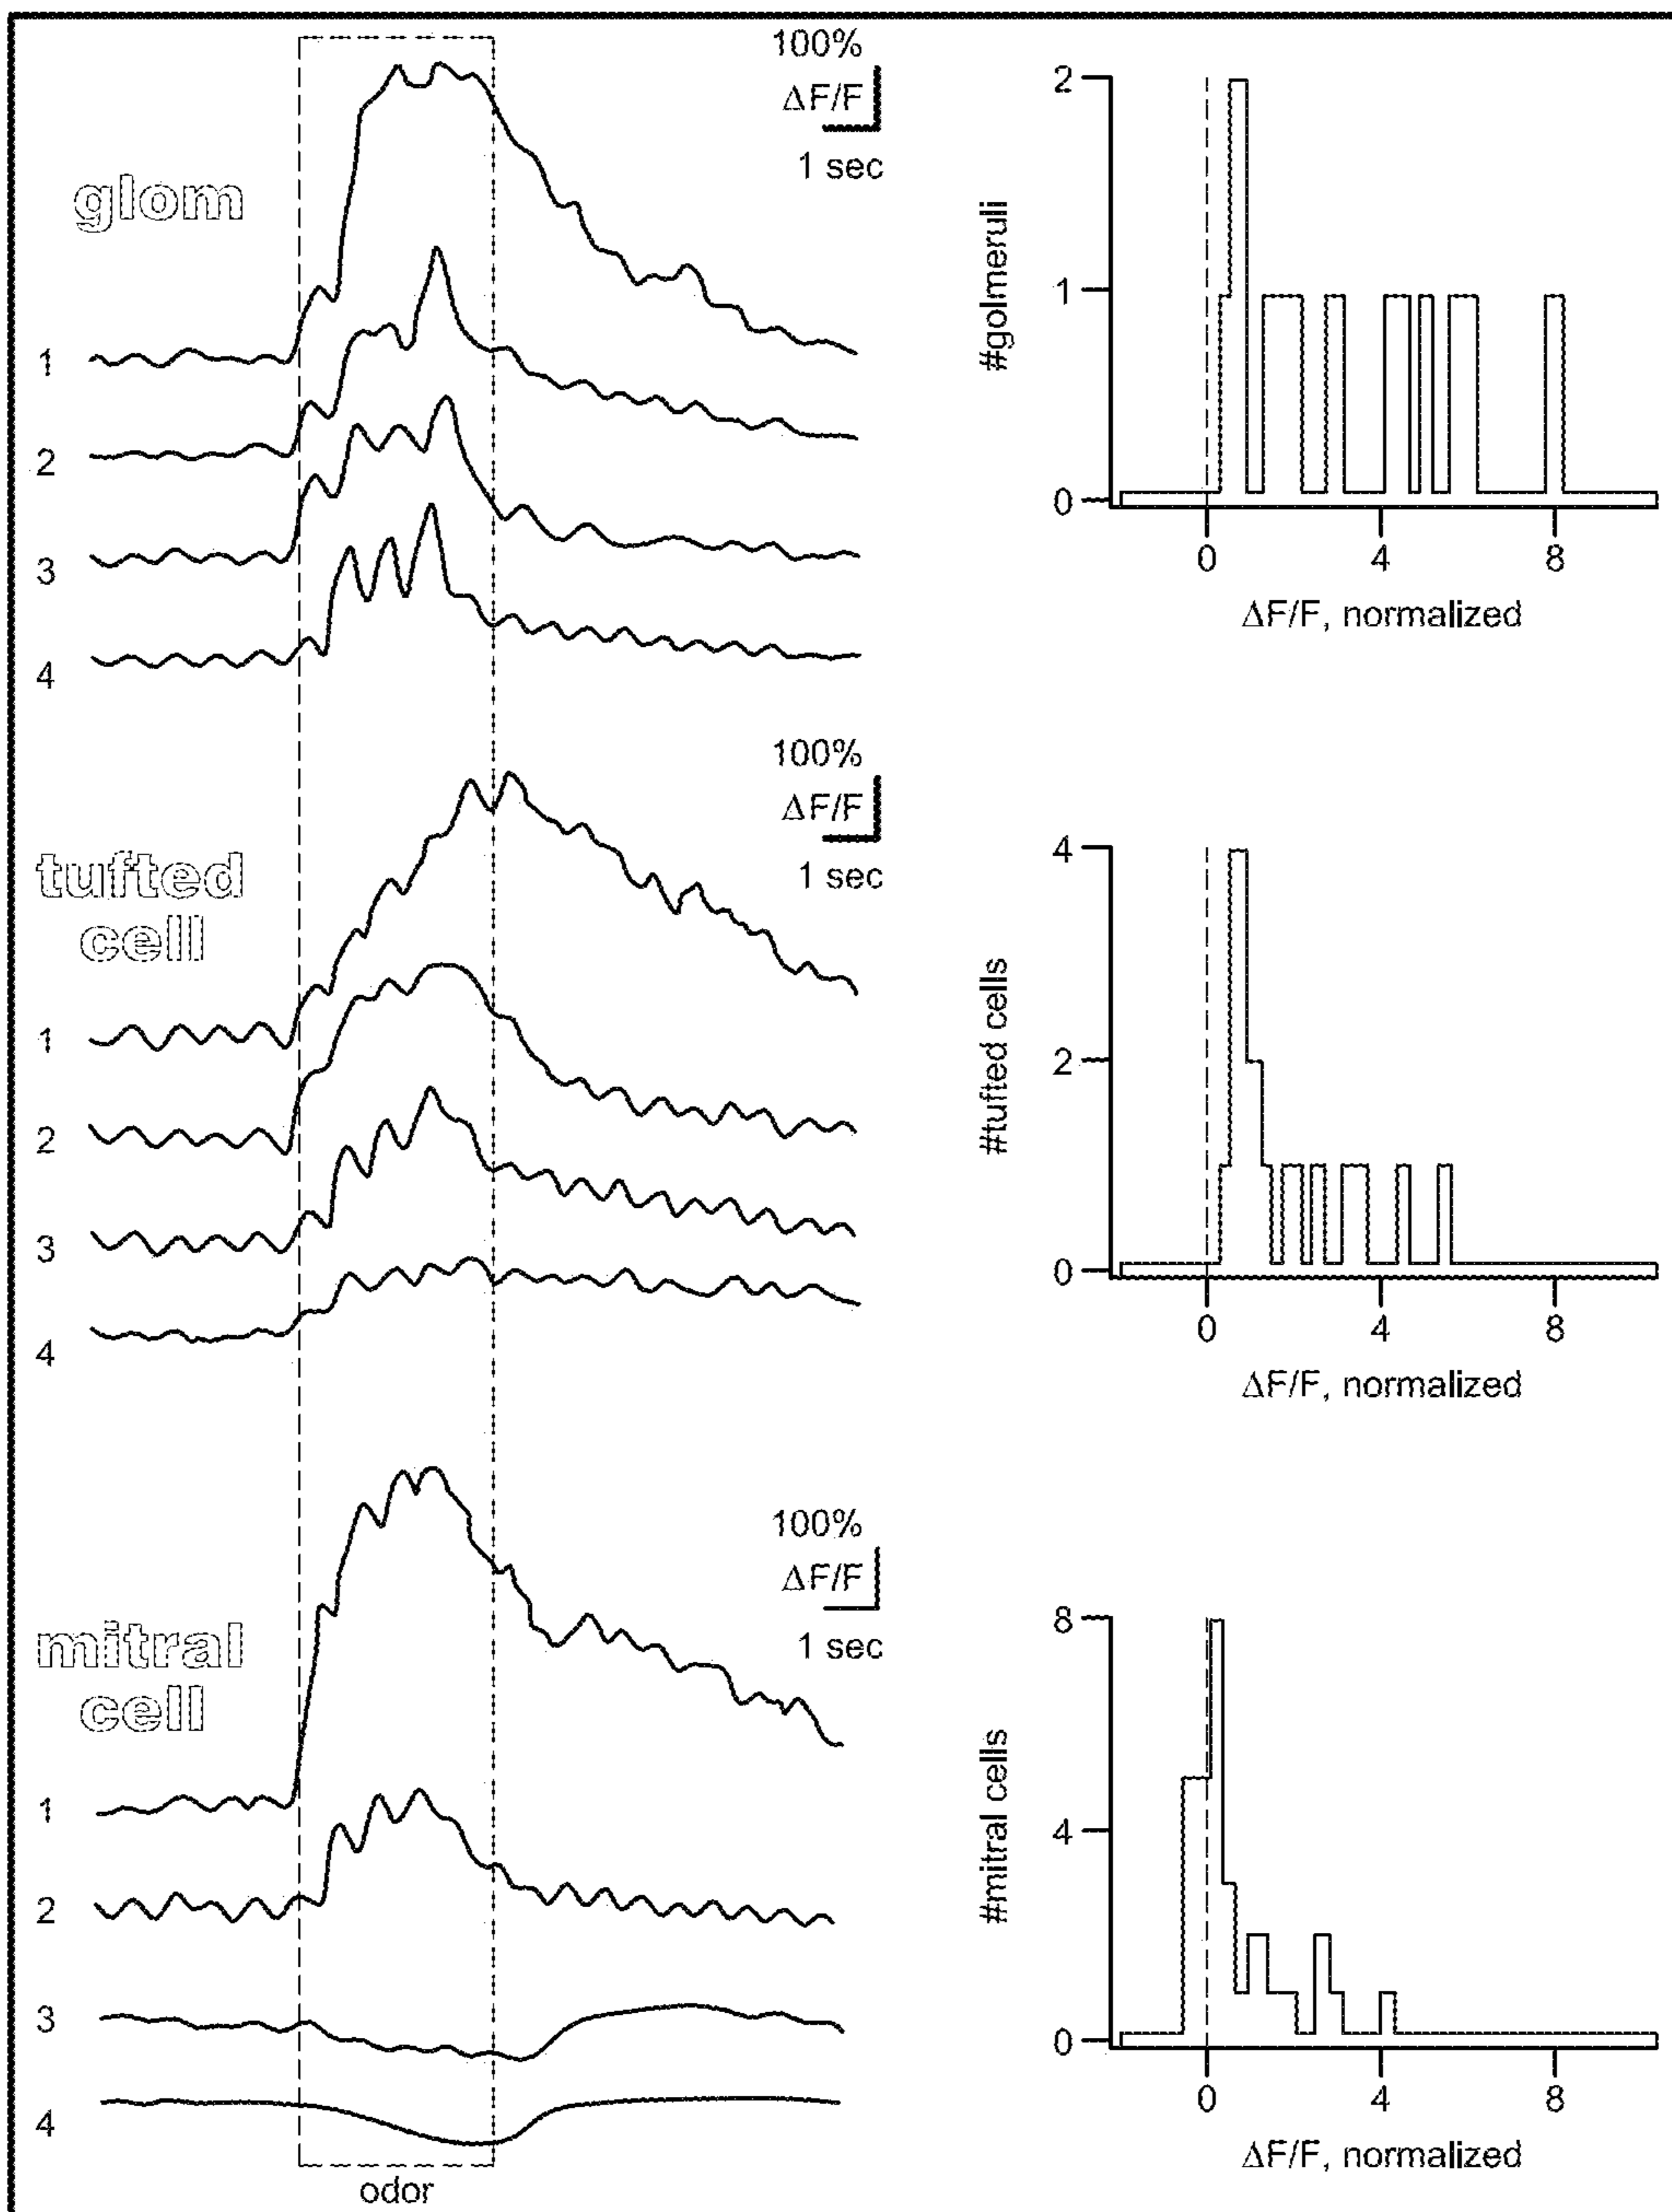 glom
1
2
3
4
100%
ΔF/F
1 sec
2
1
0
#golmeruli
0 4 8
ΔF/F, normalized
tufted
cell
1
2
3
4
100%
ΔF/F
1 sec
4
2
0
#tufted cells
0 4 8
ΔF/F, normalized
mitral
cell
1
2
3
4
100%
ΔF/F
1 sec
odor
8
4
0
#mitral cells
0 4 8
ΔF/F, normalized